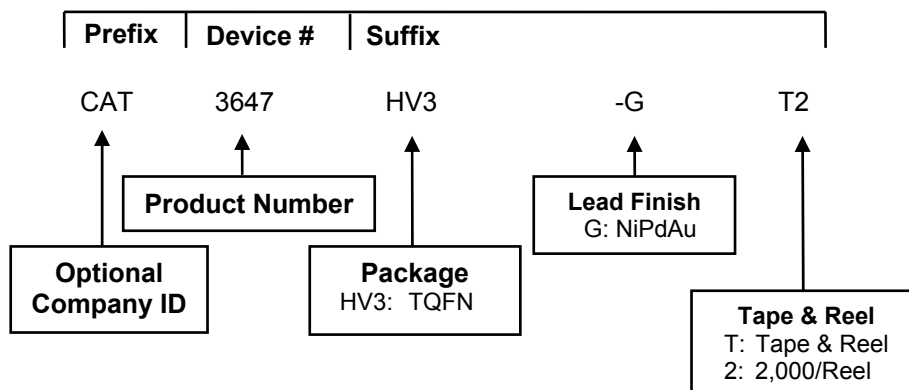 Prefix Device # Suffix
CAT 3647 HV3 -G T2
Product Number
Lead Finish
G: NiPdAu
Optional
Company ID
Package
HV3: TQFN
Tape & Reel
T: Tape & Reel
2: 2,000/Reel